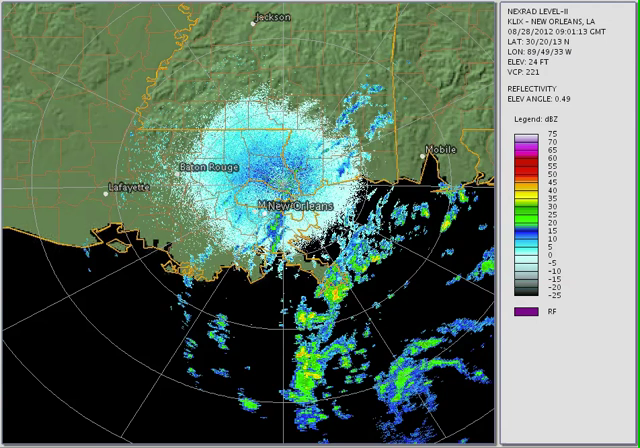 Jackson
Mobile
Baton Rouge
Lafayette
New Orleans
NEXRAD LEVEL-II
KLIX - NEW ORLEANS, LA
08/28/2012 09:01:13 GMT
LAT: 30/20/13 N
LON: 89/49/33 W
ELEV: 24 FT
VCP: 221
REFLECTIVITY
ELEV ANGLE: 0.49
Legend: dBZ
75
70
65
60
55
50
45
40
35
30
25
20
15
10
5
0
-5
-10
-15
-20
-25
RF